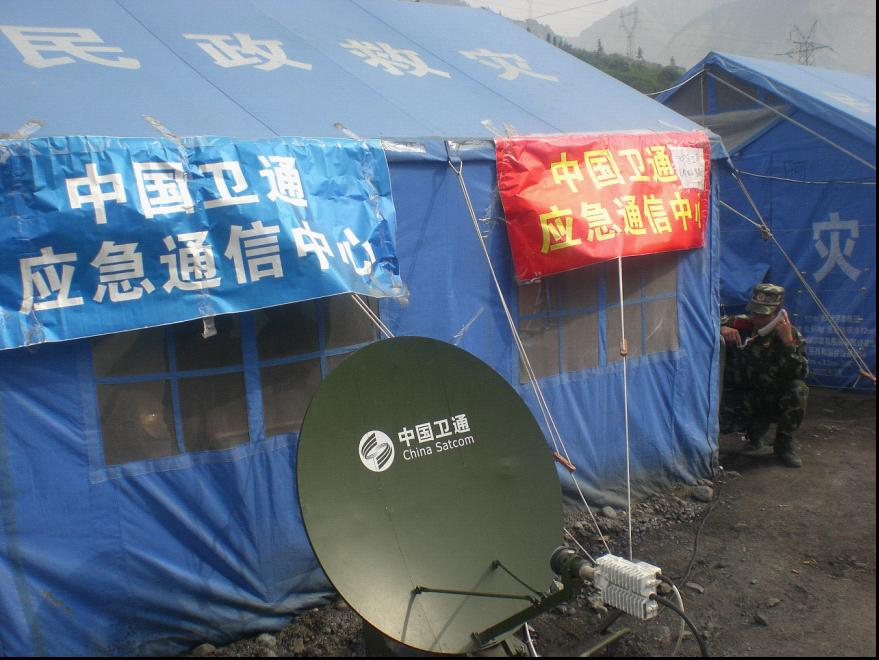 民政救灾
中国卫通
应急通信中心
中国卫通
应急通信中心
灾
中国卫通
China Satcom